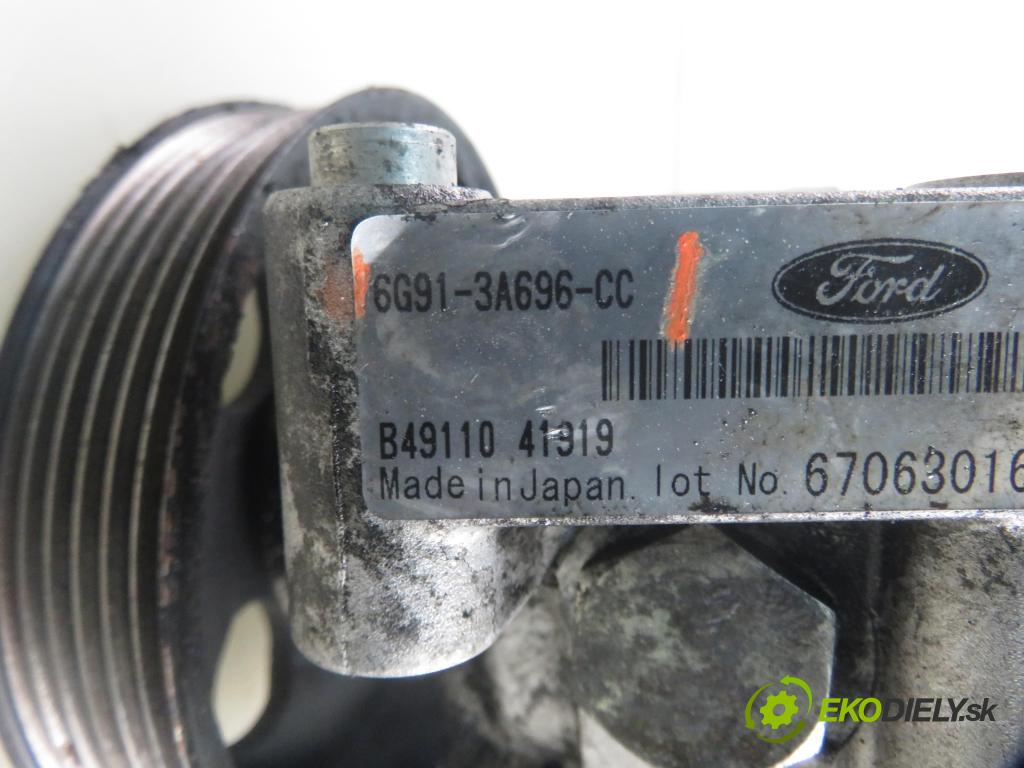 6G91-3A696-CC
Ford
B49110 41919
Made in Japan. lot No. 67063016
EKODIELY.sk